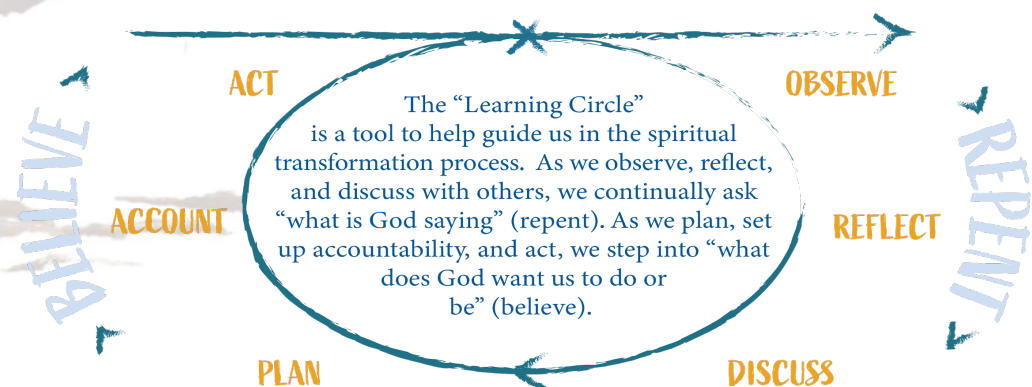 ACT
OBSERVE
BELIEVE
REPENT
The “Learning Circle”
is a tool to help guide us in the spiritual
transformation process.  As we observe, reflect,
and discuss with others, we continually ask
“what is God saying” (repent). As we plan, set
up accountability, and act, we step into “what
does God want us to do or
be” (believe).
ACCOUNT
REFLECT
PLAN
DISCUSS